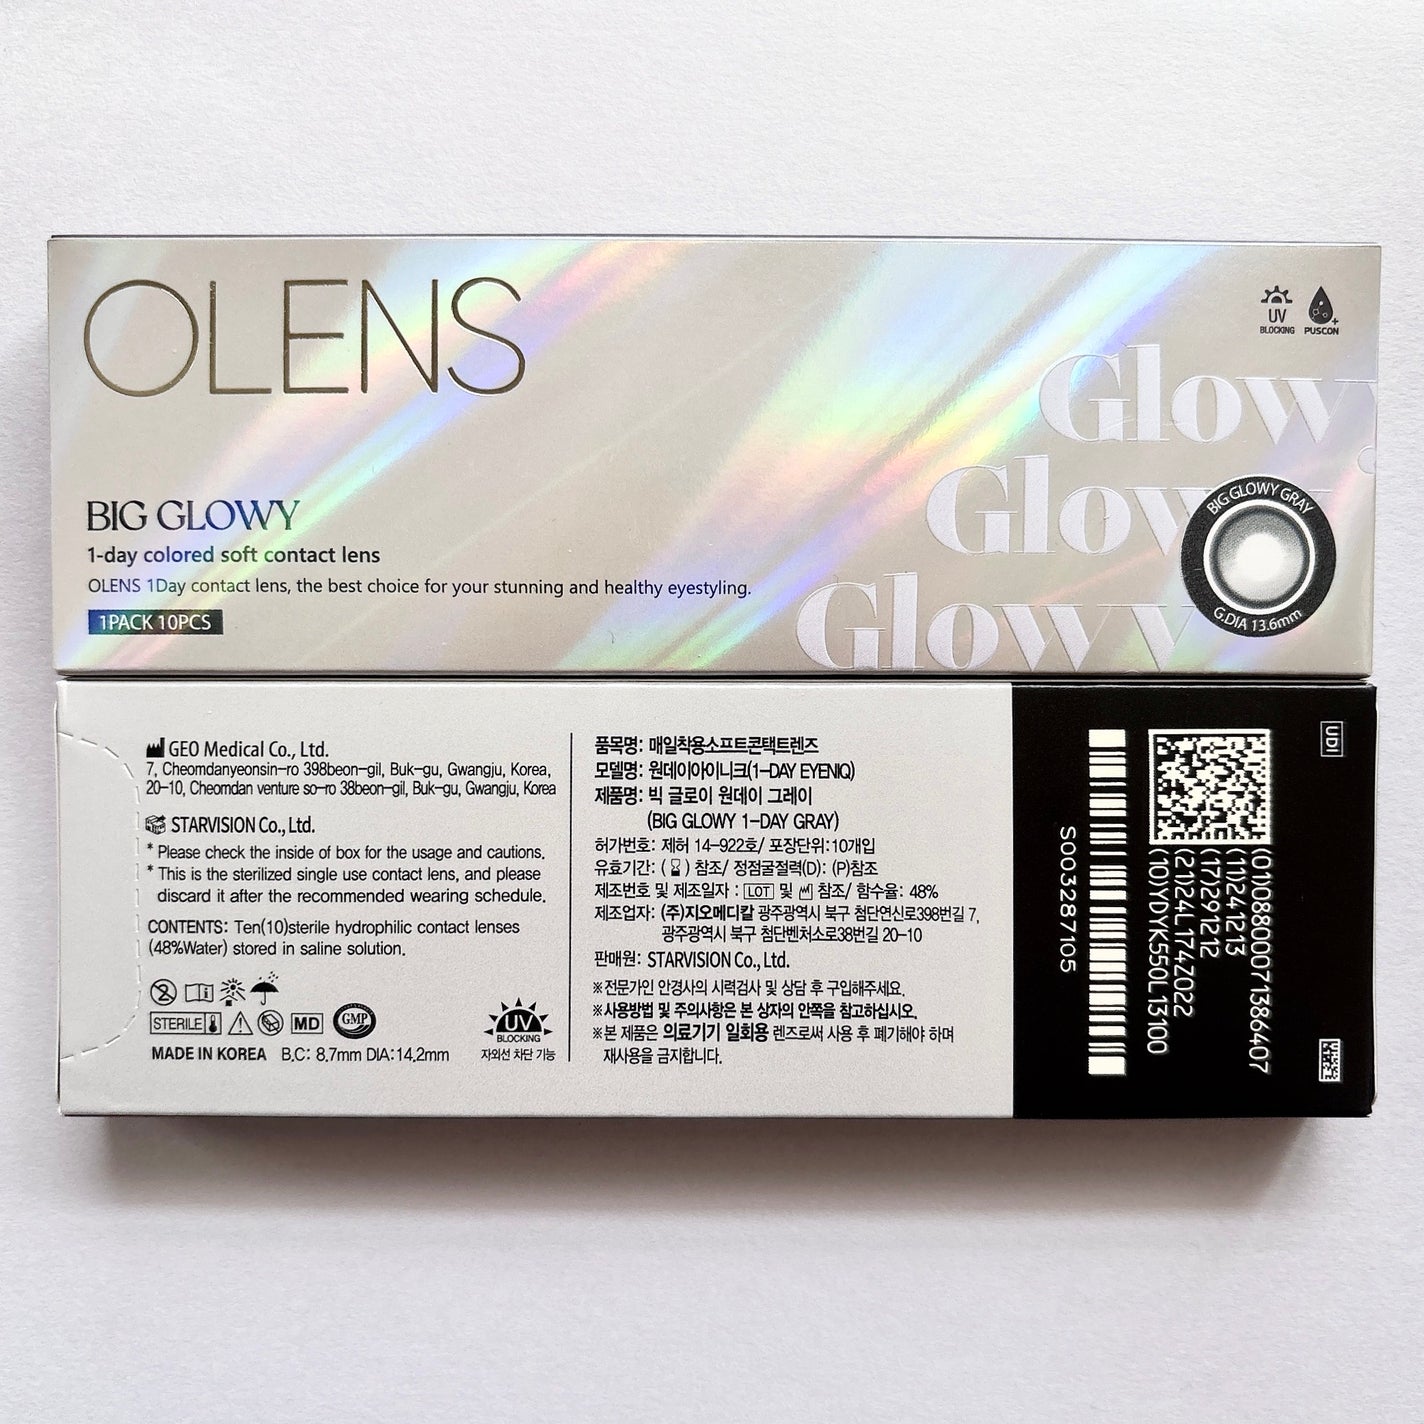 OLENS
UV
BLOCKING
PUSCON
Glowy
Glowy
Glowy
BIG GLOWY
1-day colored soft contact lens
OLENS 1Day contact lens, the best choice for your stunning and healthy eyestyling.
1PACK 10PCS
BIG GLOWY GRAY
G.DIA 13.6mm
GEO Medical Co., Ltd.
7, Cheomdanyeonsin-ro 398beon-gil, Buk-gu, Gwangju, Korea,
20-10, Cheomdan venture so-ro 38beon-gil, Buk-gu, Gwangju, Korea
STARVISION Co., Ltd.
* Please check the inside of box for the usage and cautions.
* This is the sterilized single use contact lens, and please
discard it after the recommended wearing schedule.
CONTENTS: Ten(10)sterile hydrophilic contact lenses
(48%Water) stored in saline solution.
STERILE
MD
GMP
MADE IN KOREA B.C: 8.7mm DIA:14.2mm
UV
BLOCKING
자외선 차단 기능
품목명: 매일착용소프트콘택트렌즈
모델명: 원데이아이니크(1-DAY EYENIQ)
제품명: 빅 글로이 원데이 그레이
(BIG GLOWY 1-DAY GRAY)
허가번호: 제허 14-922호/ 포장단위:10개입
유효기간: ( ) 참조/ 정점굴절력(D): (P)참조
제조번호 및 제조일자 : LOT 및 참조/ 함수율: 48%
제조업자: (주)지오메디칼 광주광역시 북구 첨단연신로398번길 7,
광주광역시 북구 첨단벤처소로38번길 20-10
판매원: STARVISION Co., Ltd.
※전문가인 안경사의 시력검사 및 상담 후 구입해주세요.
※사용방법 및 주의사항은 본 상자의 안쪽을 참고하십시오.
※본 제품은 의료기기 일회용 렌즈로써 사용 후 폐기해야 하며
재사용을 금지합니다.
UDI
(01)08800071386407
(11)241213
(17)291212
(21)24L174Z022
(10)YDYK550L13100
S003287105